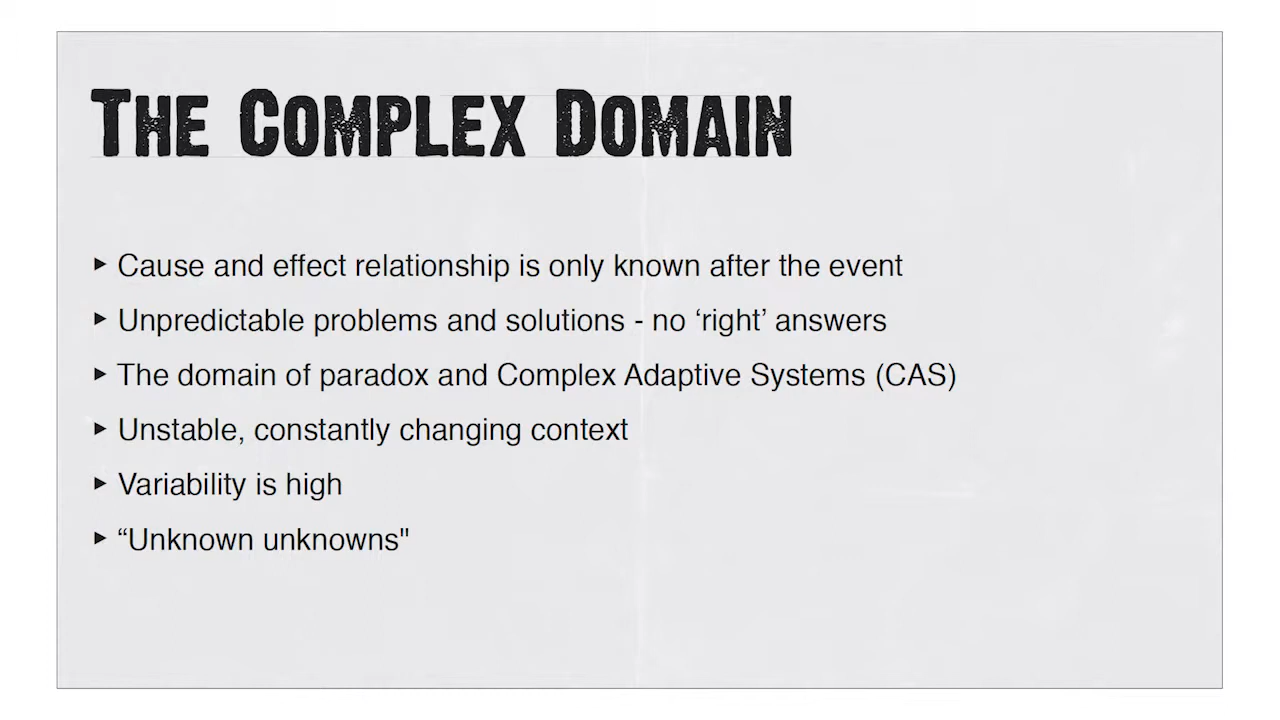 The Complex Domain
▸ Cause and effect relationship is only known after the event
▸ Unpredictable problems and solutions - no ‘right’ answers
▸ The domain of paradox and Complex Adaptive Systems (CAS)
▸ Unstable, constantly changing context
▸ Variability is high
▸ “Unknown unknowns"